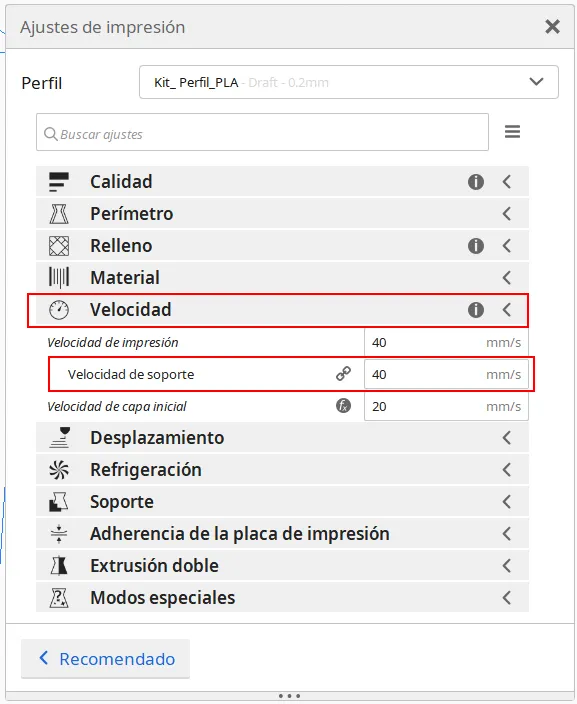 Ajustes de impresión
Perfil
Kit_ Perfil_PLA - Draft - 0.2mm
Buscar ajustes
Calidad
Perímetro
Relleno
Material
Velocidad
Velocidad de impresión 40 mm/s
Velocidad de soporte 40 mm/s
Velocidad de capa inicial 20 mm/s
Desplazamiento
Refrigeración
Soporte
Adherencia de la placa de impresión
Extrusión doble
Modos especiales
Recomendado